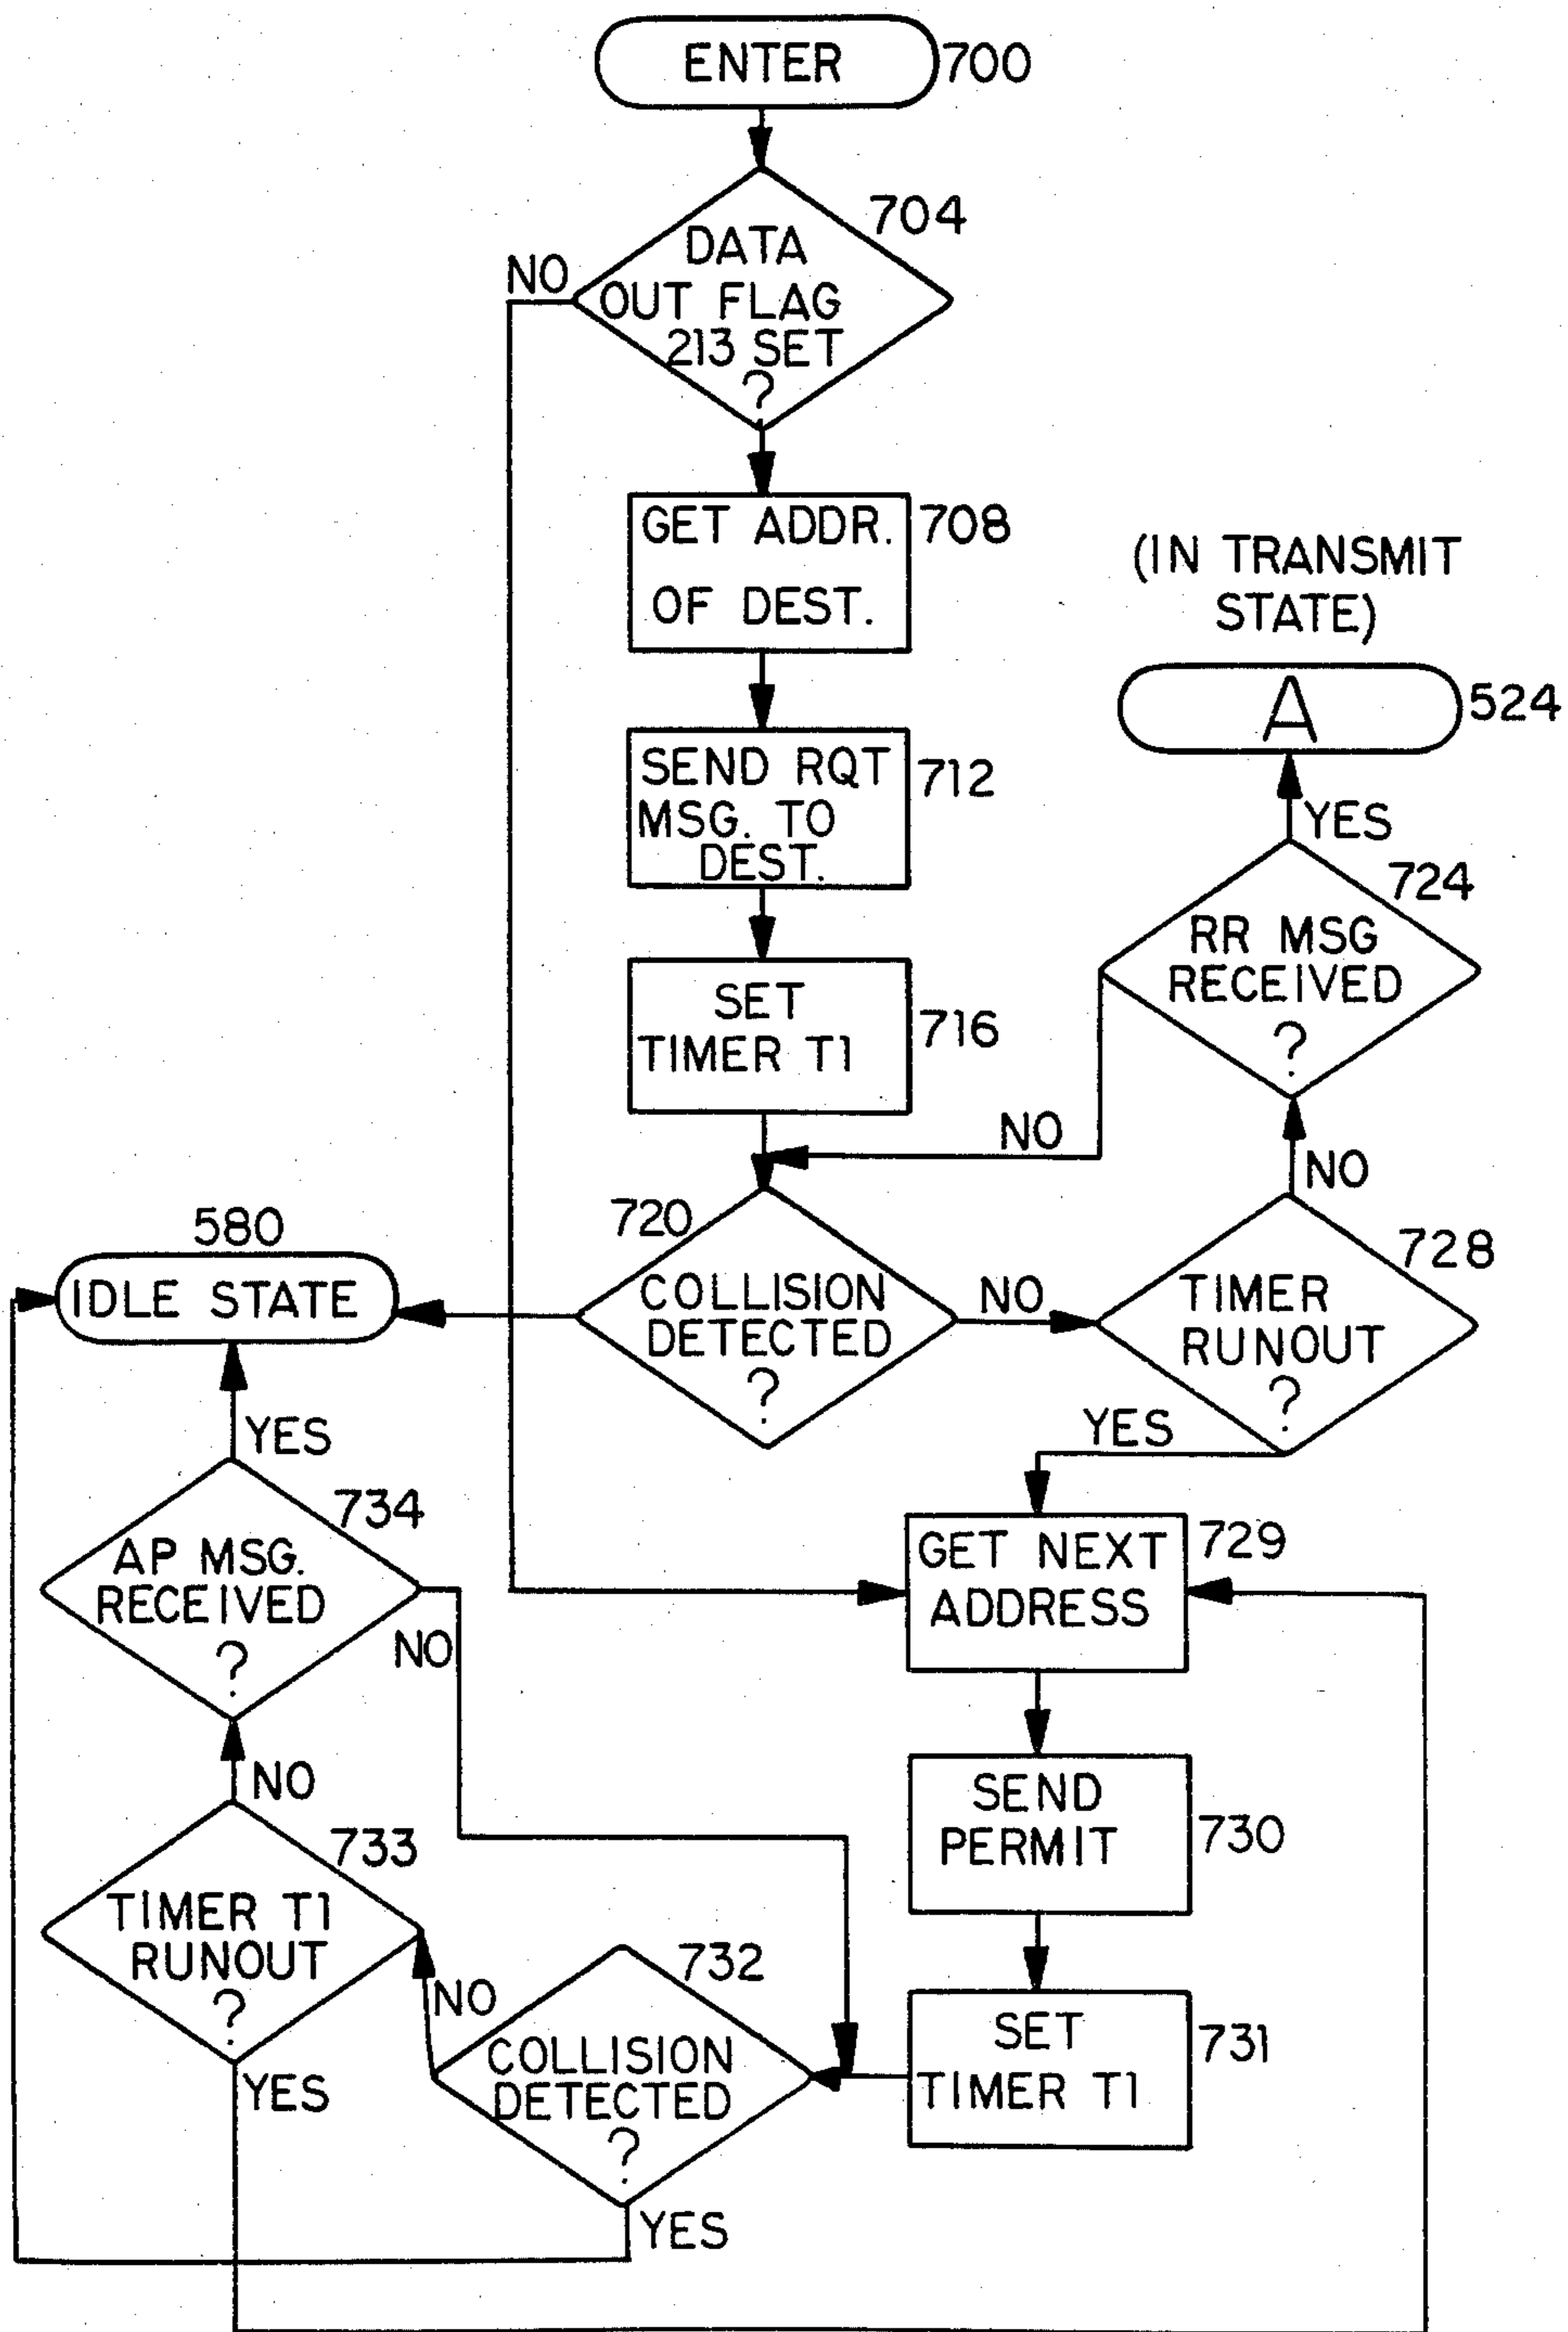 ENTER
700
704
DATA
OUT FLAG
213 SET
?
NO
GET ADDR.
OF DEST.
708
(IN TRANSMIT
STATE)
A
524
SEND RQT
MSG. TO
DEST.
712
YES
724
RR MSG
RECEIVED
?
SET
TIMER T1
716
NO
NO
580
IDLE STATE
720
COLLISION
DETECTED
?
NO
728
TIMER
RUNOUT
?
YES
YES
734
AP MSG.
RECEIVED
?
NO
GET NEXT
ADDRESS
729
NO
SEND
PERMIT
730
733
TIMER T1
RUNOUT
?
YES
NO
732
COLLISION
DETECTED
?
YES
SET
TIMER T1
731